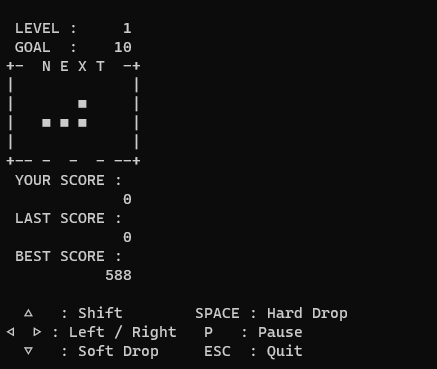 LEVEL :     1
GOAL  :    10
+-  N E X T  -+
|             |
|       ■     |
|   ■ ■ ■     |
|             |
+-- -  -  - --+
YOUR SCORE :
0
LAST SCORE :
0
BEST SCORE :
588
△   : Shift        SPACE : Hard Drop
◁  ▷ : Left / Right   P   : Pause
▽   : Soft Drop     ESC  : Quit